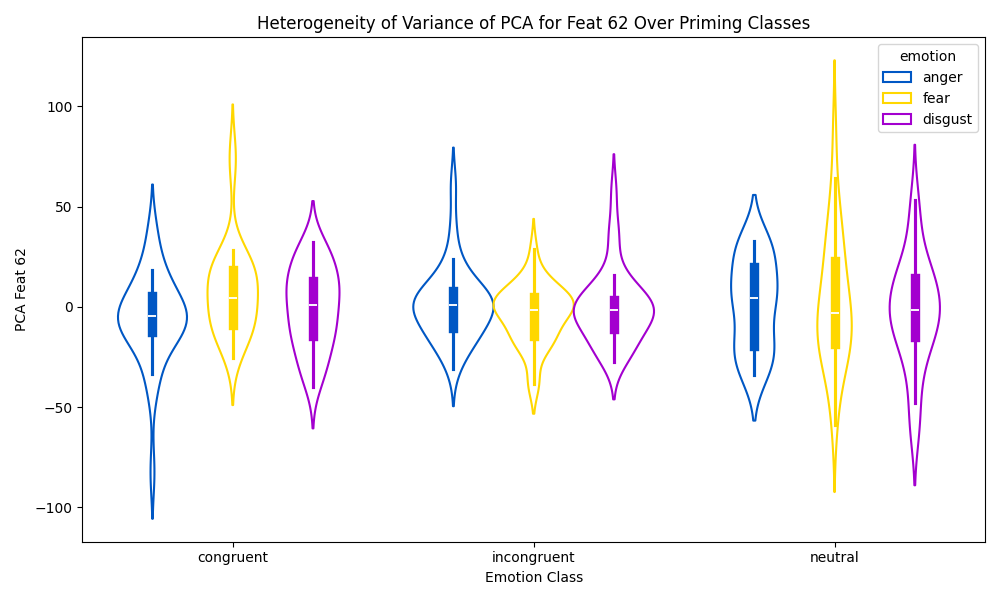 Heterogeneity of Variance of PCA for Feat 62 Over Priming Classes
emotion
anger
fear
disgust
100
50
0
−50
−100
PCA Feat 62
congruent
incongruent
neutral
Emotion Class